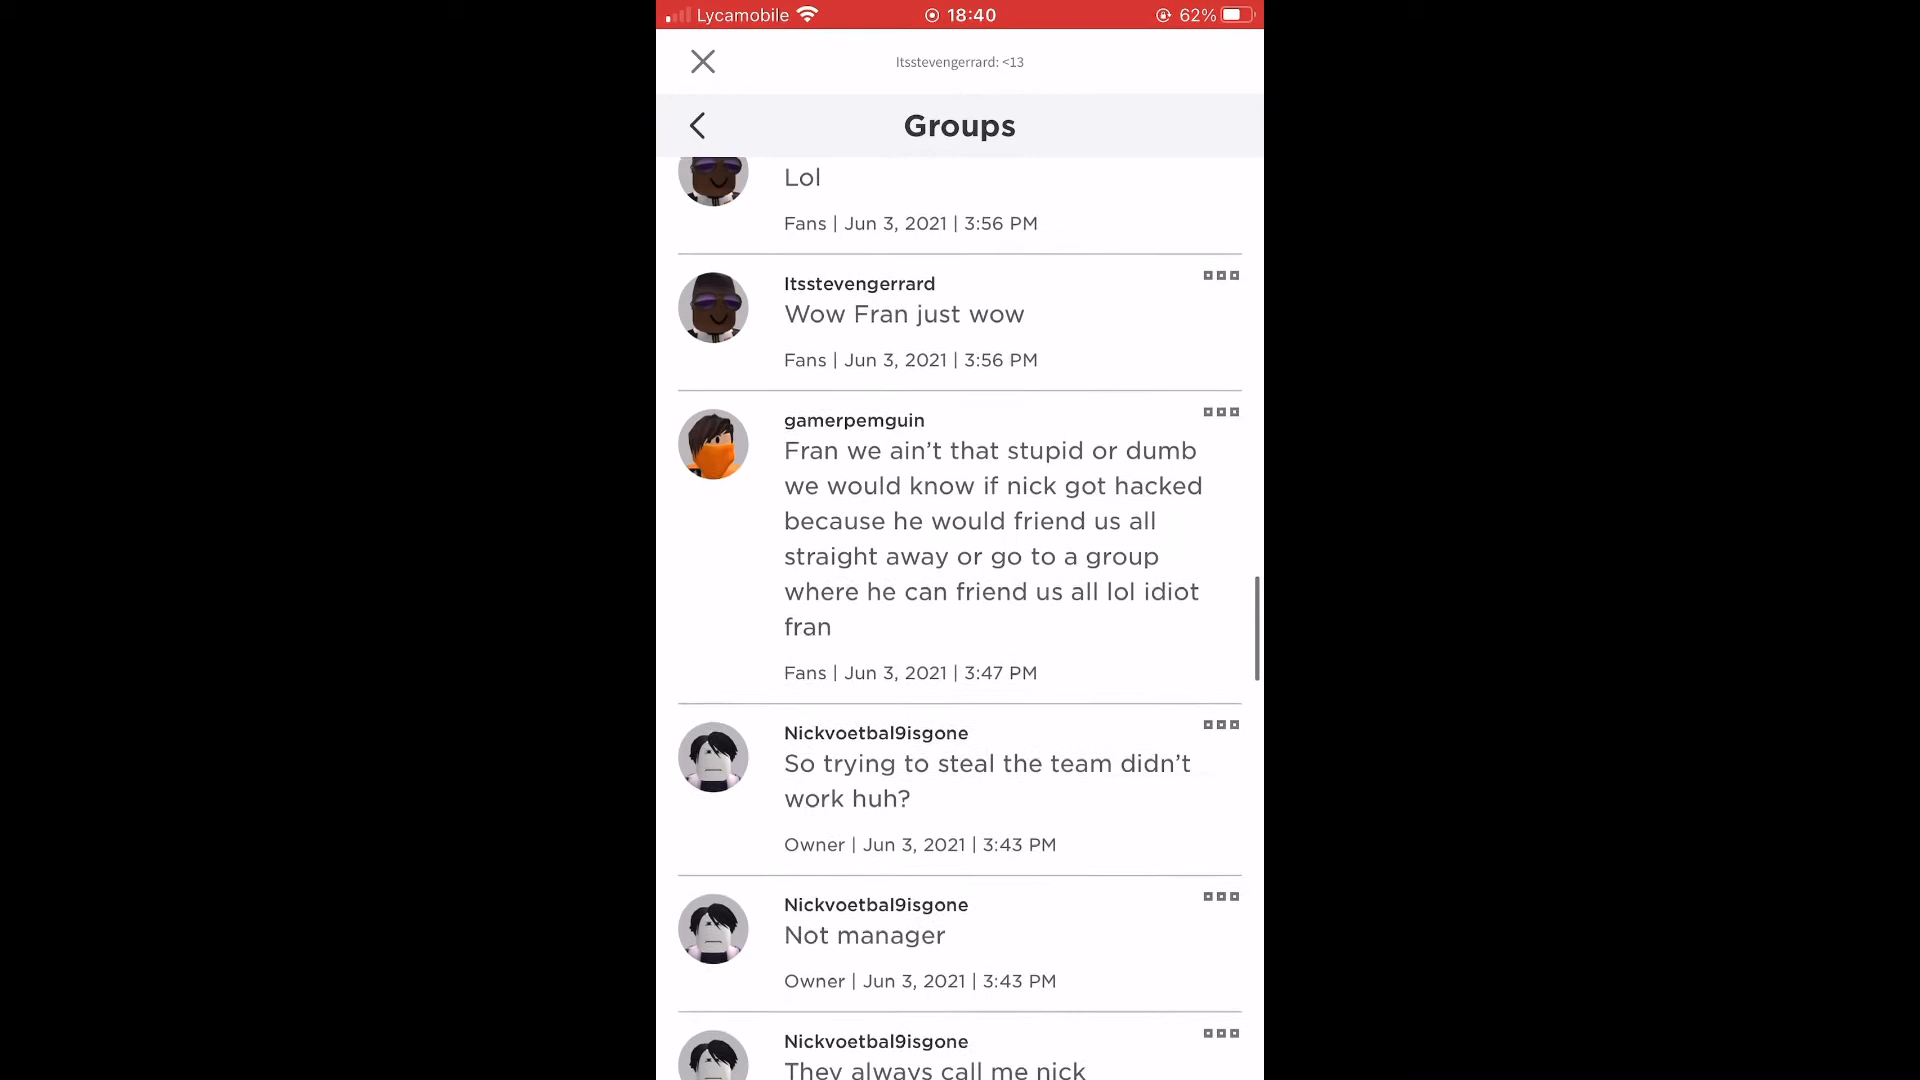 Lycamobile
18:40
62%
Itsstevengerrard: <13
Groups
Lol
Fans | Jun 3, 2021 | 3:56 PM
Itsstevengerrard
Wow Fran just wow
Fans | Jun 3, 2021 | 3:56 PM
gamerpemguin
Fran we ain’t that stupid or dumb
we would know if nick got hacked
because he would friend us all
straight away or go to a group
where he can friend us all lol idiot
fran
Fans | Jun 3, 2021 | 3:47 PM
Nickvoetbal9isgone
So trying to steal the team didn’t
work huh?
Owner | Jun 3, 2021 | 3:43 PM
Nickvoetbal9isgone
Not manager
Owner | Jun 3, 2021 | 3:43 PM
Nickvoetbal9isgone
They always call me nick